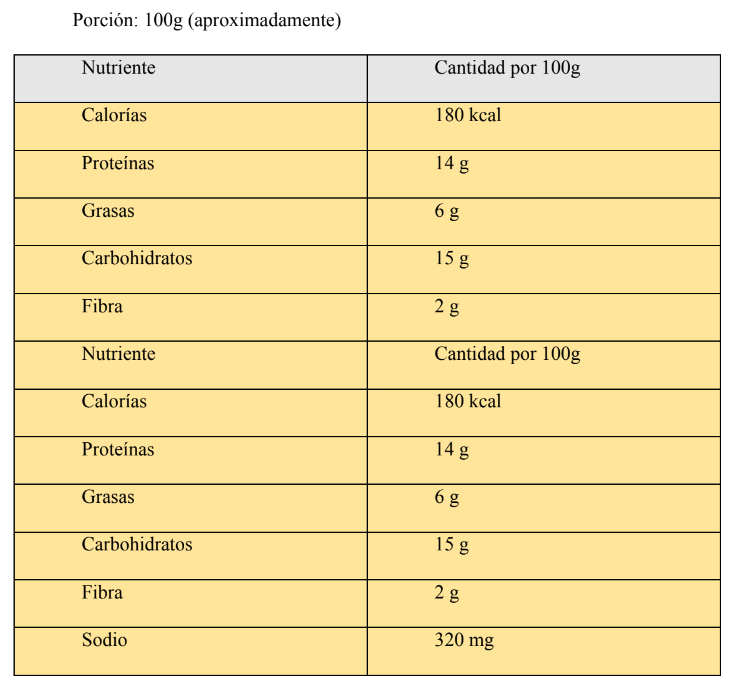 Porción: 100g (aproximadamente)
Nutriente Cantidad por 100g
Calorías 180 kcal
Proteínas 14 g
Grasas 6 g
Carbohidratos 15 g
Fibra 2 g
Nutriente Cantidad por 100g
Calorías 180 kcal
Proteínas 14 g
Grasas 6 g
Carbohidratos 15 g
Fibra 2 g
Sodio 320 mg